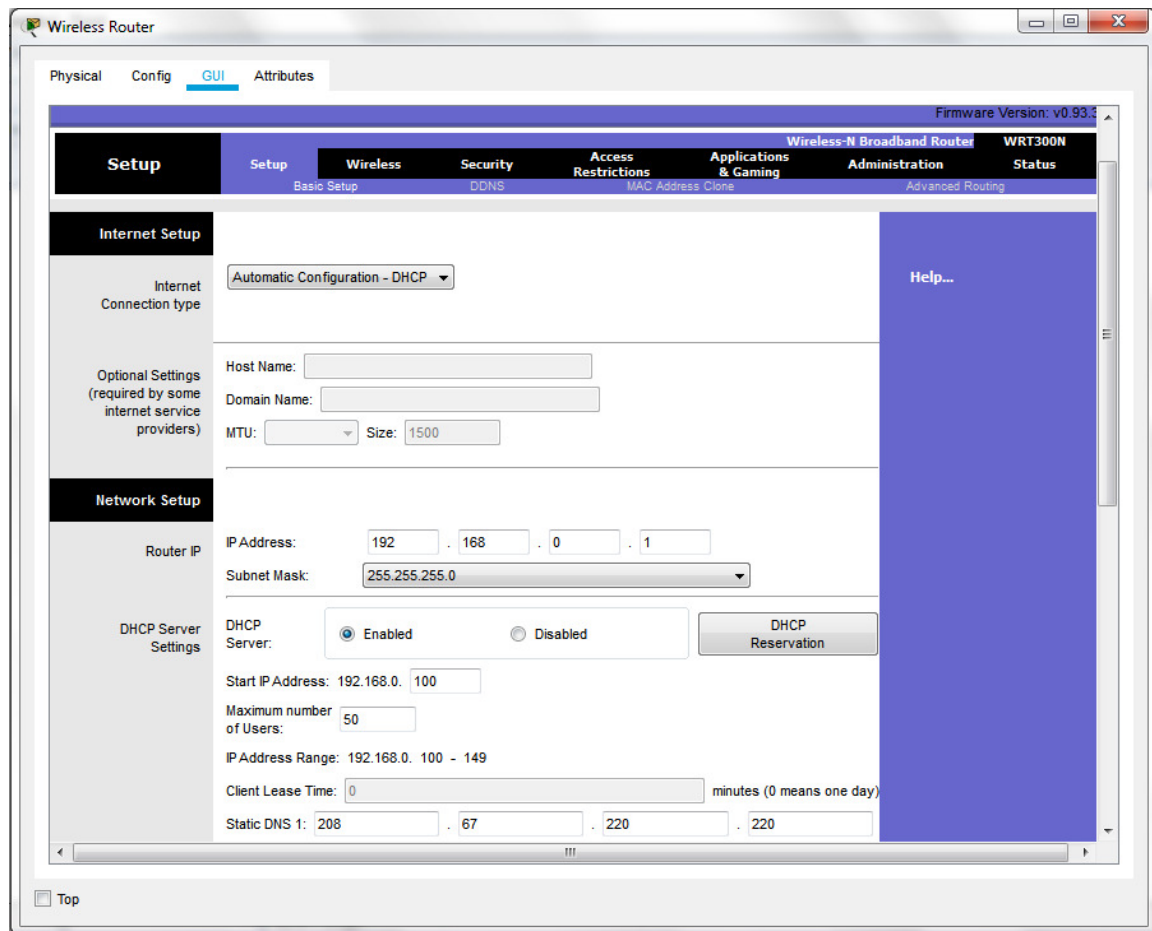 Wireless Router
Physical Config GUI Attributes
Firmware Version: v0.93.3
Wireless-N Broadband Router WRT300N
Setup Setup Wireless Security Access Restrictions Applications & Gaming Administration Status
Basic Setup DDNS MAC Address Clone Advanced Routing
Internet Setup
Internet
Connection type
Automatic Configuration - DHCP
Help...
Optional Settings
(required by some
internet service
providers)
Host Name:
Domain Name:
MTU: Size: 1500
Network Setup
Router IP
IP Address: 192 . 168 . 0 . 1
Subnet Mask: 255.255.255.0
DHCP Server
Settings
DHCP
Server:
Enabled Disabled
DHCP
Reservation
Start IP Address: 192.168.0. 100
Maximum number
of Users: 50
IP Address Range: 192.168.0. 100 - 149
Client Lease Time: 0 minutes (0 means one day)
Static DNS 1: 208 . 67 . 220 . 220
Top